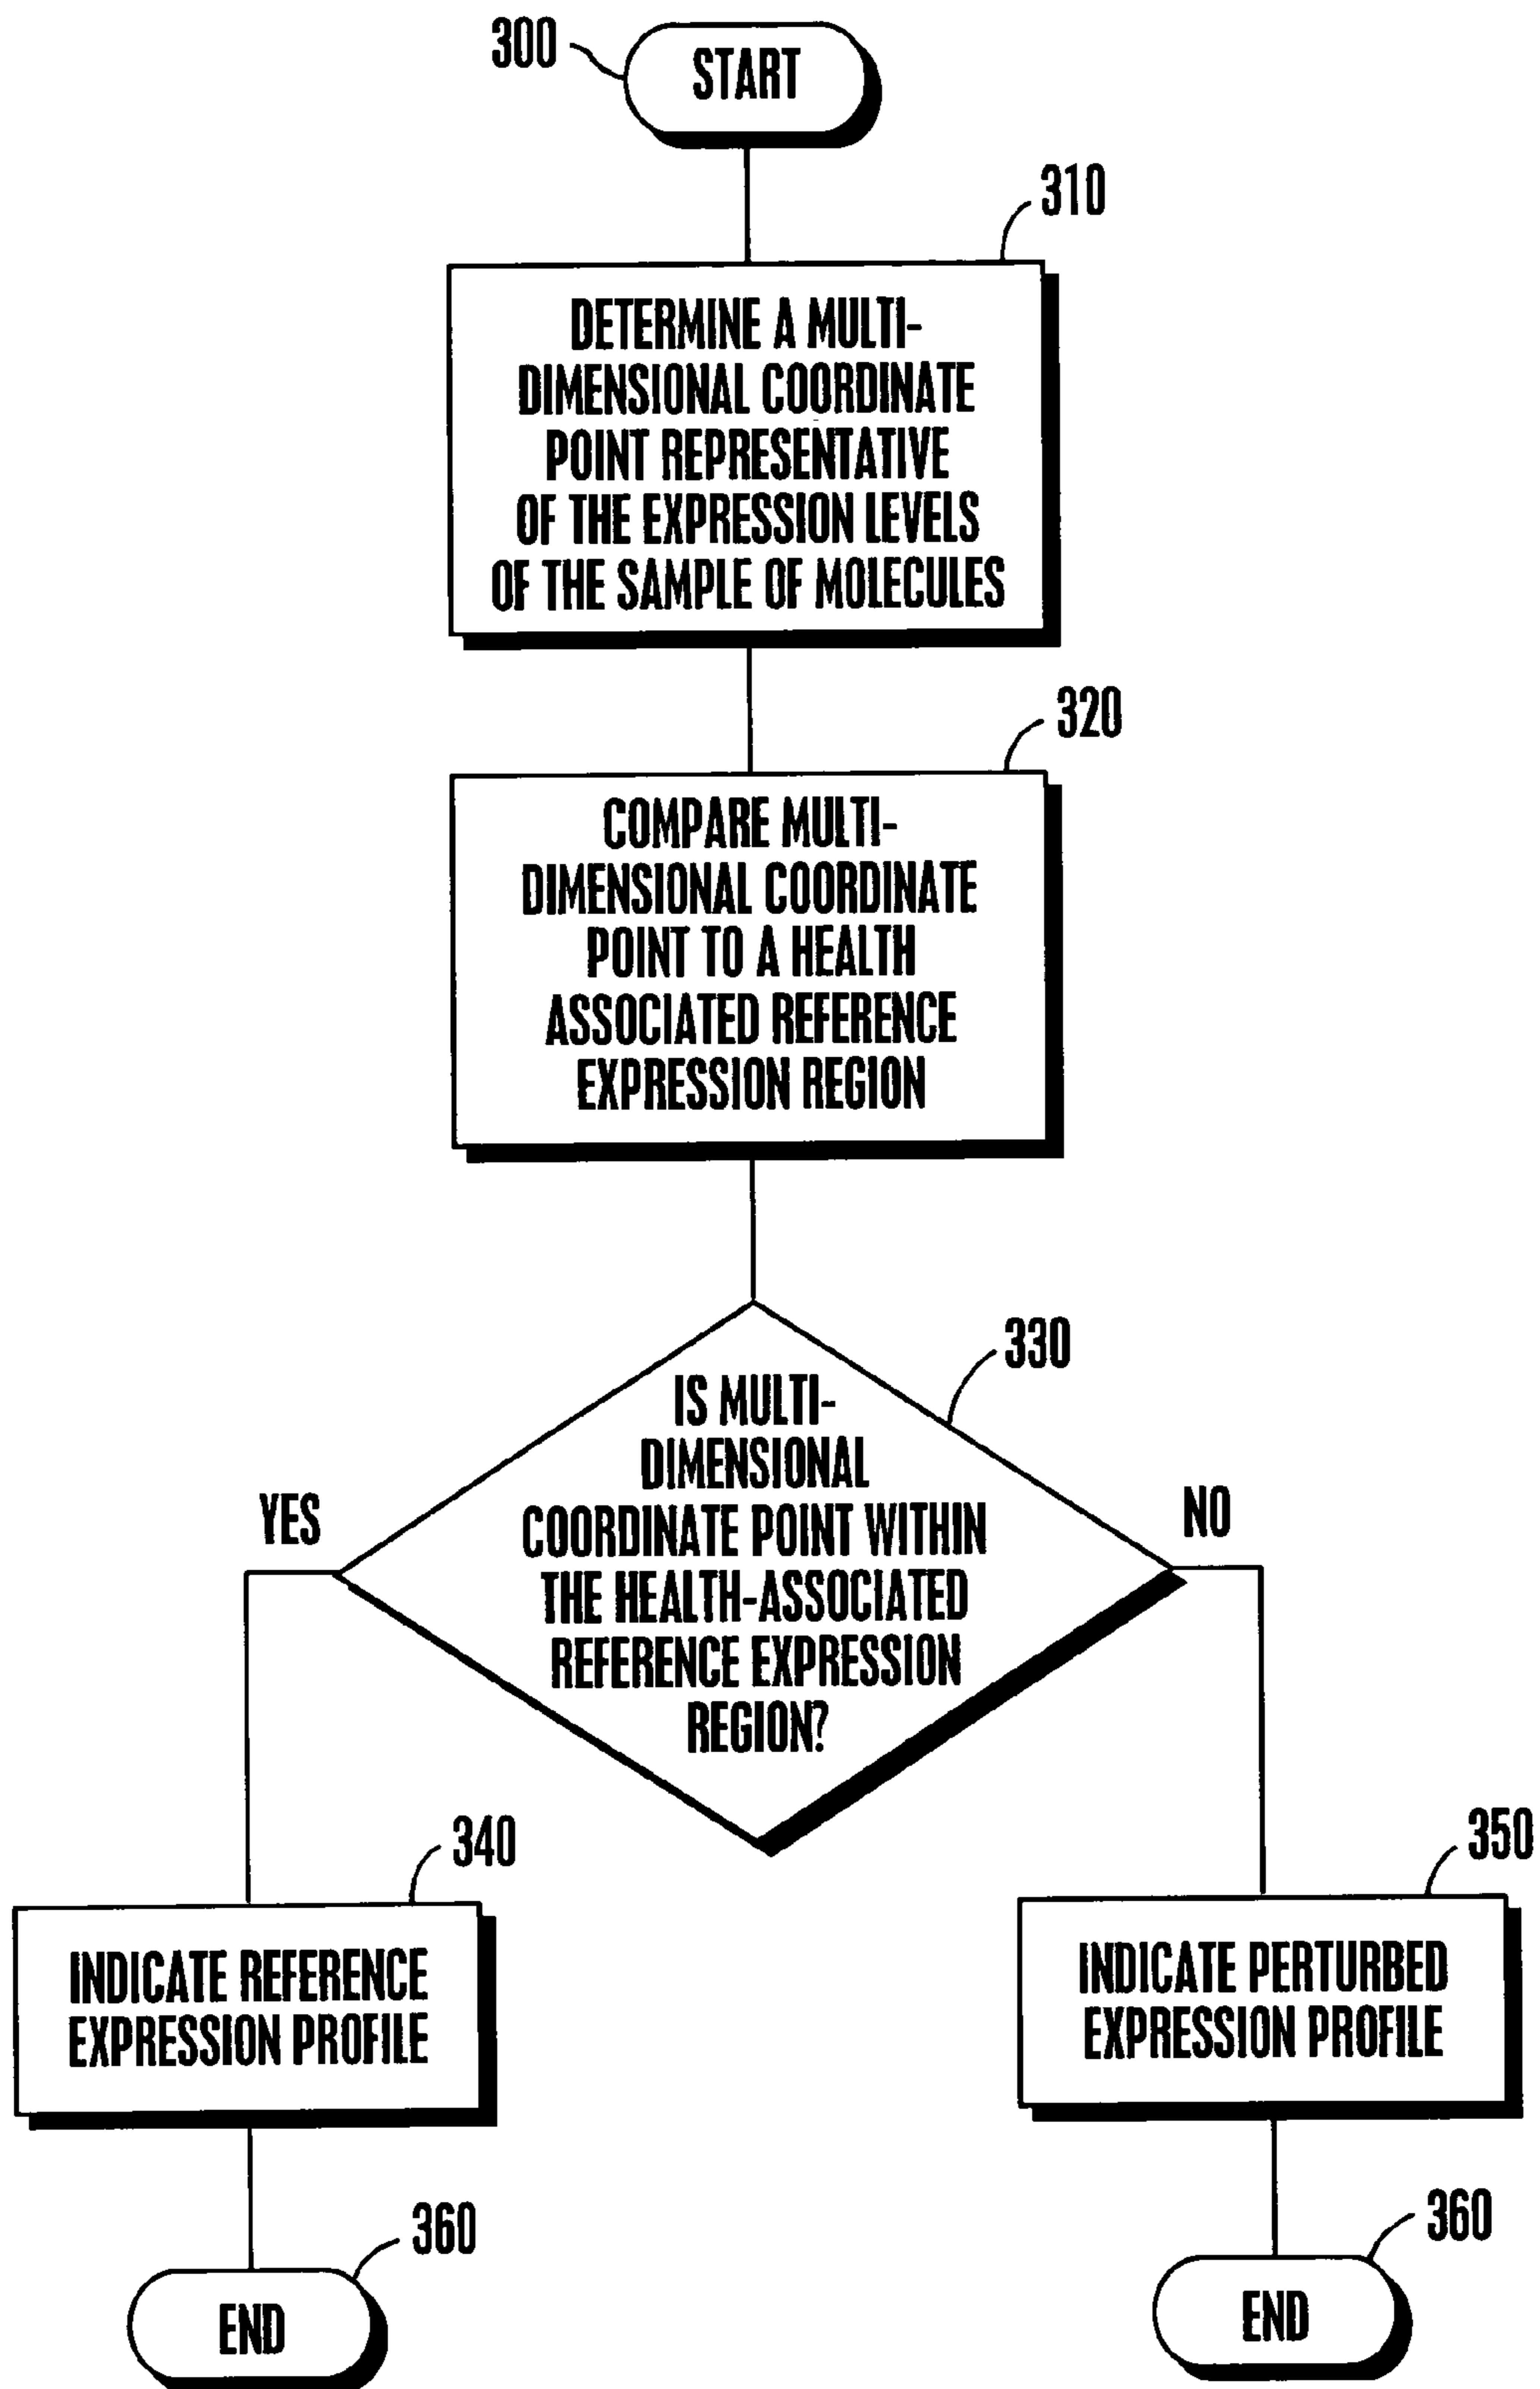 300
START
310
DETERMINE A MULTI-
DIMENSIONAL COORDINATE
POINT REPRESENTATIVE
OF THE EXPRESSION LEVELS
OF THE SAMPLE OF MOLECULES
320
COMPARE MULTI-
DIMENSIONAL COORDINATE
POINT TO A HEALTH
ASSOCIATED REFERENCE
EXPRESSION REGION
330
IS MULTI-
DIMENSIONAL
COORDINATE POINT WITHIN
THE HEALTH-ASSOCIATED
REFERENCE EXPRESSION
REGION?
YES
NO
340
INDICATE REFERENCE
EXPRESSION PROFILE
350
INDICATE PERTURBED
EXPRESSION PROFILE
360
END
360
END